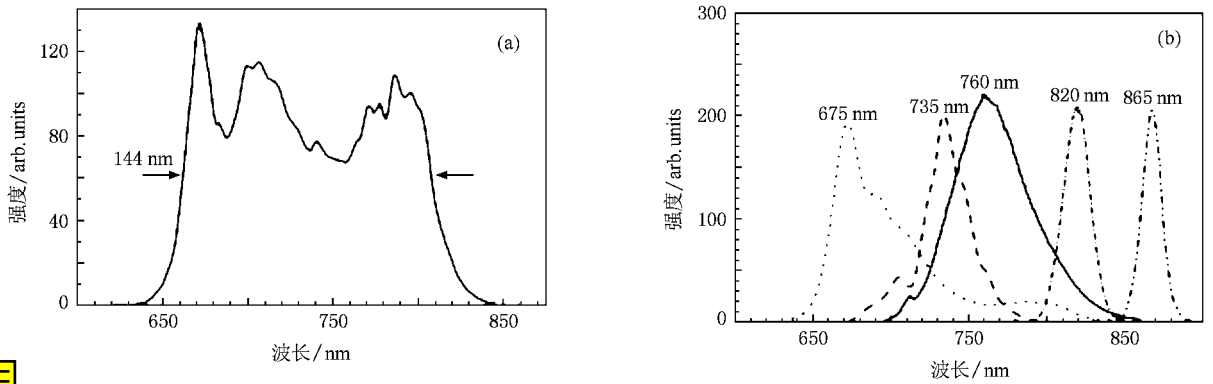 (a)
120
80
40
0
144 nm
650
750
850
强度/arb.units
波长/nm
(b)
300
200
100
0
675 nm
735 nm
760 nm
820 nm
865 nm
650
750
850
强度/arb.units
波长/nm